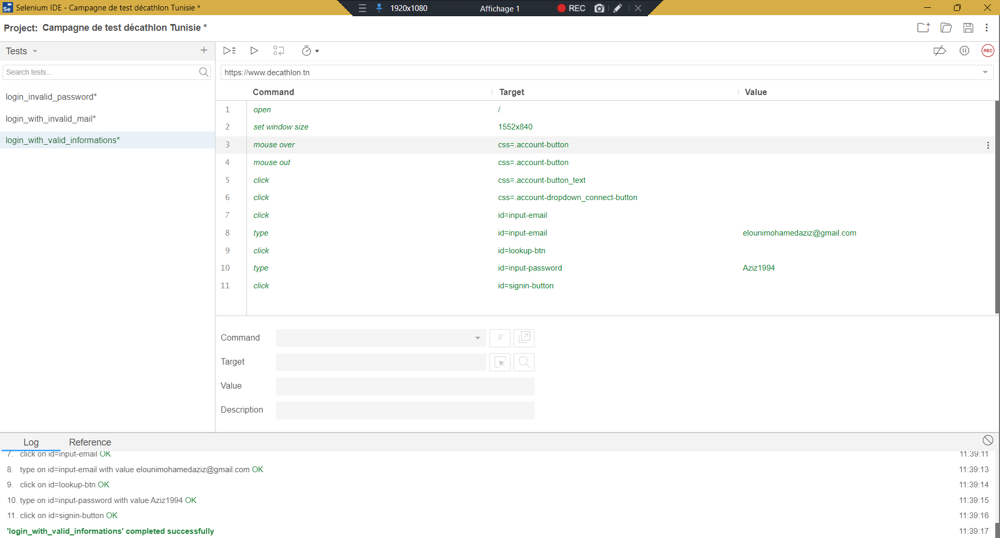 Se Selenium IDE - Campagne de test décathlon Tunisie *
1920x1080 Affichage 1 REC
Project: Campagne de test décathlon Tunisie *
Tests
REC
Search tests...
https://www.decathlon.tn
Command Target Value
login_invalid_password*
login_with_invalid_mail*
login_with_valid_informations*
1 open /
2 set window size 1552x840
3 mouse over css=.account-button
4 mouse out css=.account-button
5 click css=.account-button_text
6 click css=.account-dropdown_connect-button
7 click id=input-email
8 type id=input-email elounimohamedaziz@gmail.com
9 click id=lookup-btn
10 type id=input-password Aziz1994
11 click id=signin-button
Command //
Target
Value
Description
Log Reference
7. click on id=input-email OK 11:39:11
8. type on id=input-email with value elounimohamedaziz@gmail.com OK 11:39:13
9. click on id=lookup-btn OK 11:39:14
10. type on id=input-password with value Aziz1994 OK 11:39:15
11. click on id=signin-button OK 11:39:16
'login_with_valid_informations' completed successfully 11:39:17